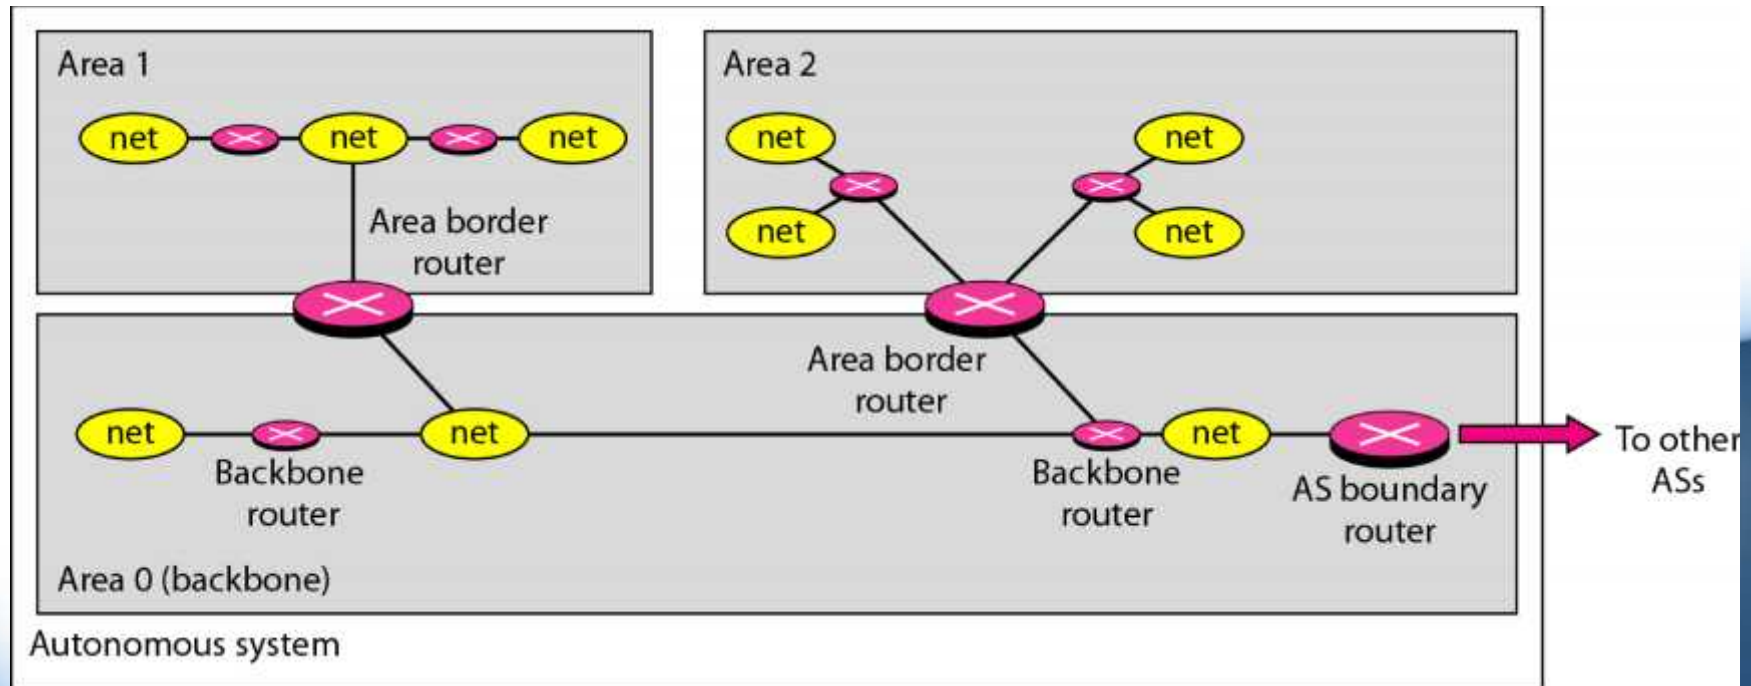 Area 1
net
net
net
Area border
router
Area 2
net
net
net
net
Area border
router
net
net
net
Backbone
router
Backbone
router
AS boundary
router
To other
ASs
Area 0 (backbone)
Autonomous system